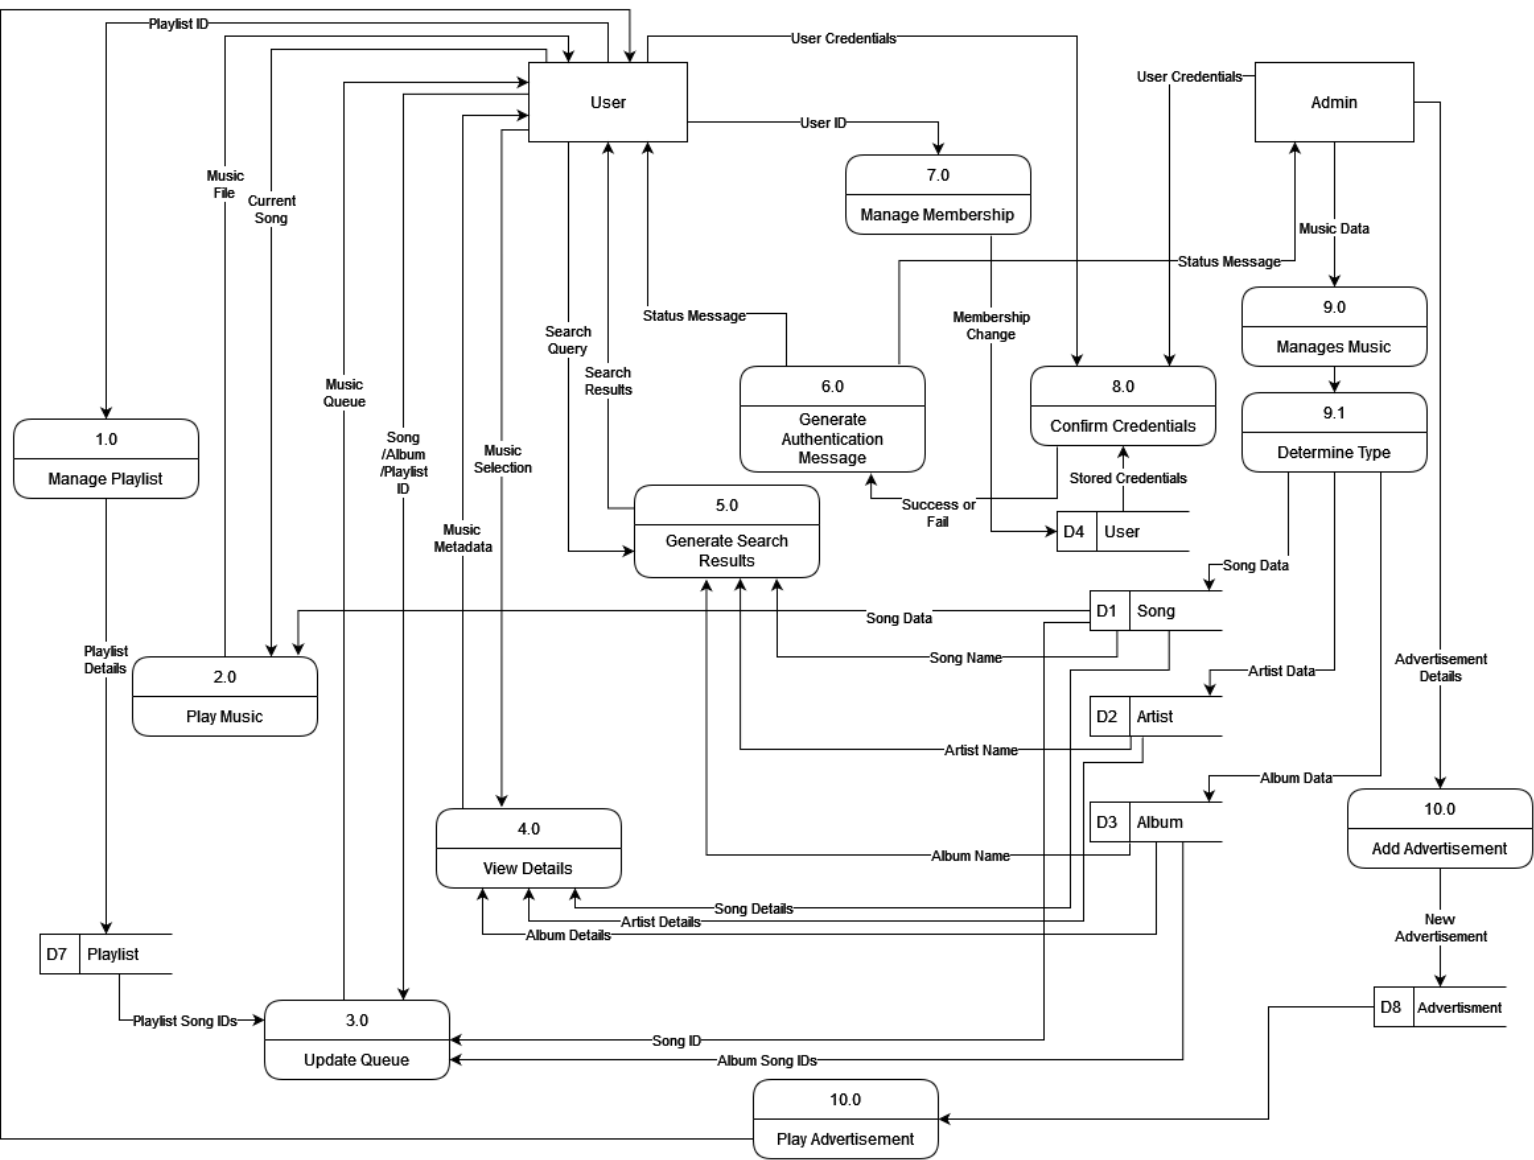 Playlist ID
User Credentials
User Credentials
User
Admin
User ID
Music
File
Current
Song
7.0
Manage Membership
Music Data
Status Message
9.0
Manages Music
Status Message
Membership
Change
Search
Query
Search
Results
Music
Queue
6.0
Generate
Authentication
Message
8.0
Confirm Credentials
9.1
Determine Type
1.0
Manage Playlist
Song
/Album
/Playlist
ID
Music
Selection
Stored Credentials
Success or
Fail
5.0
Generate Search
Results
D4
User
Music
Metadata
Song Data
D1
Song
Song Data
Song Name
Playlist
Details
2.0
Play Music
Artist Data
Advertisement
Details
D2
Artist
Artist Name
Album Data
D3
Album
10.0
Add Advertisement
4.0
View Details
Album Name
Song Details
Artist Details
Album Details
New
Advertisement
D7
Playlist
D8
Advertisment
Playlist Song IDs
3.0
Update Queue
Song ID
Album Song IDs
10.0
Play Advertisement